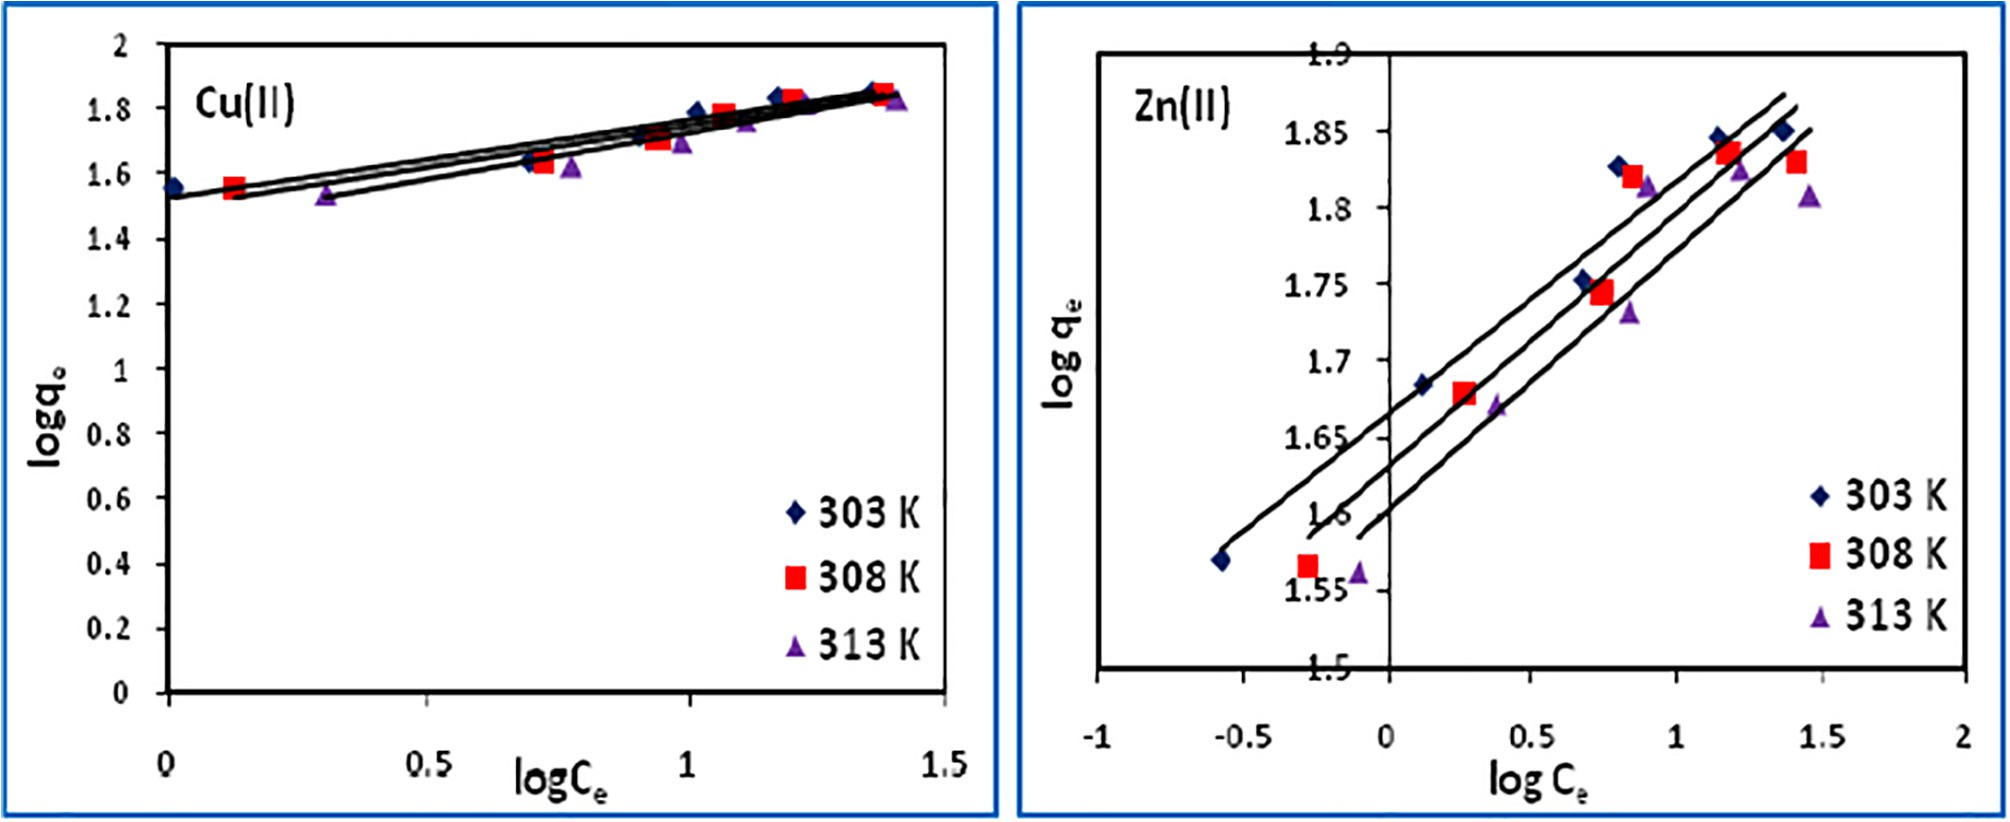 Cu(II)
2
1.8
1.6
1.4
1.2
1
0.8
0.6
0.4
0.2
0
logqₑ
303 K
308 K
313 K
0 0.5 1 1.5
logCₑ
Zn(II)
1.9
1.85
1.8
1.75
1.7
1.65
1.6
1.55
1.5
log qₑ
303 K
308 K
313 K
-1 -0.5 0 0.5 1 1.5 2
log Cₑ